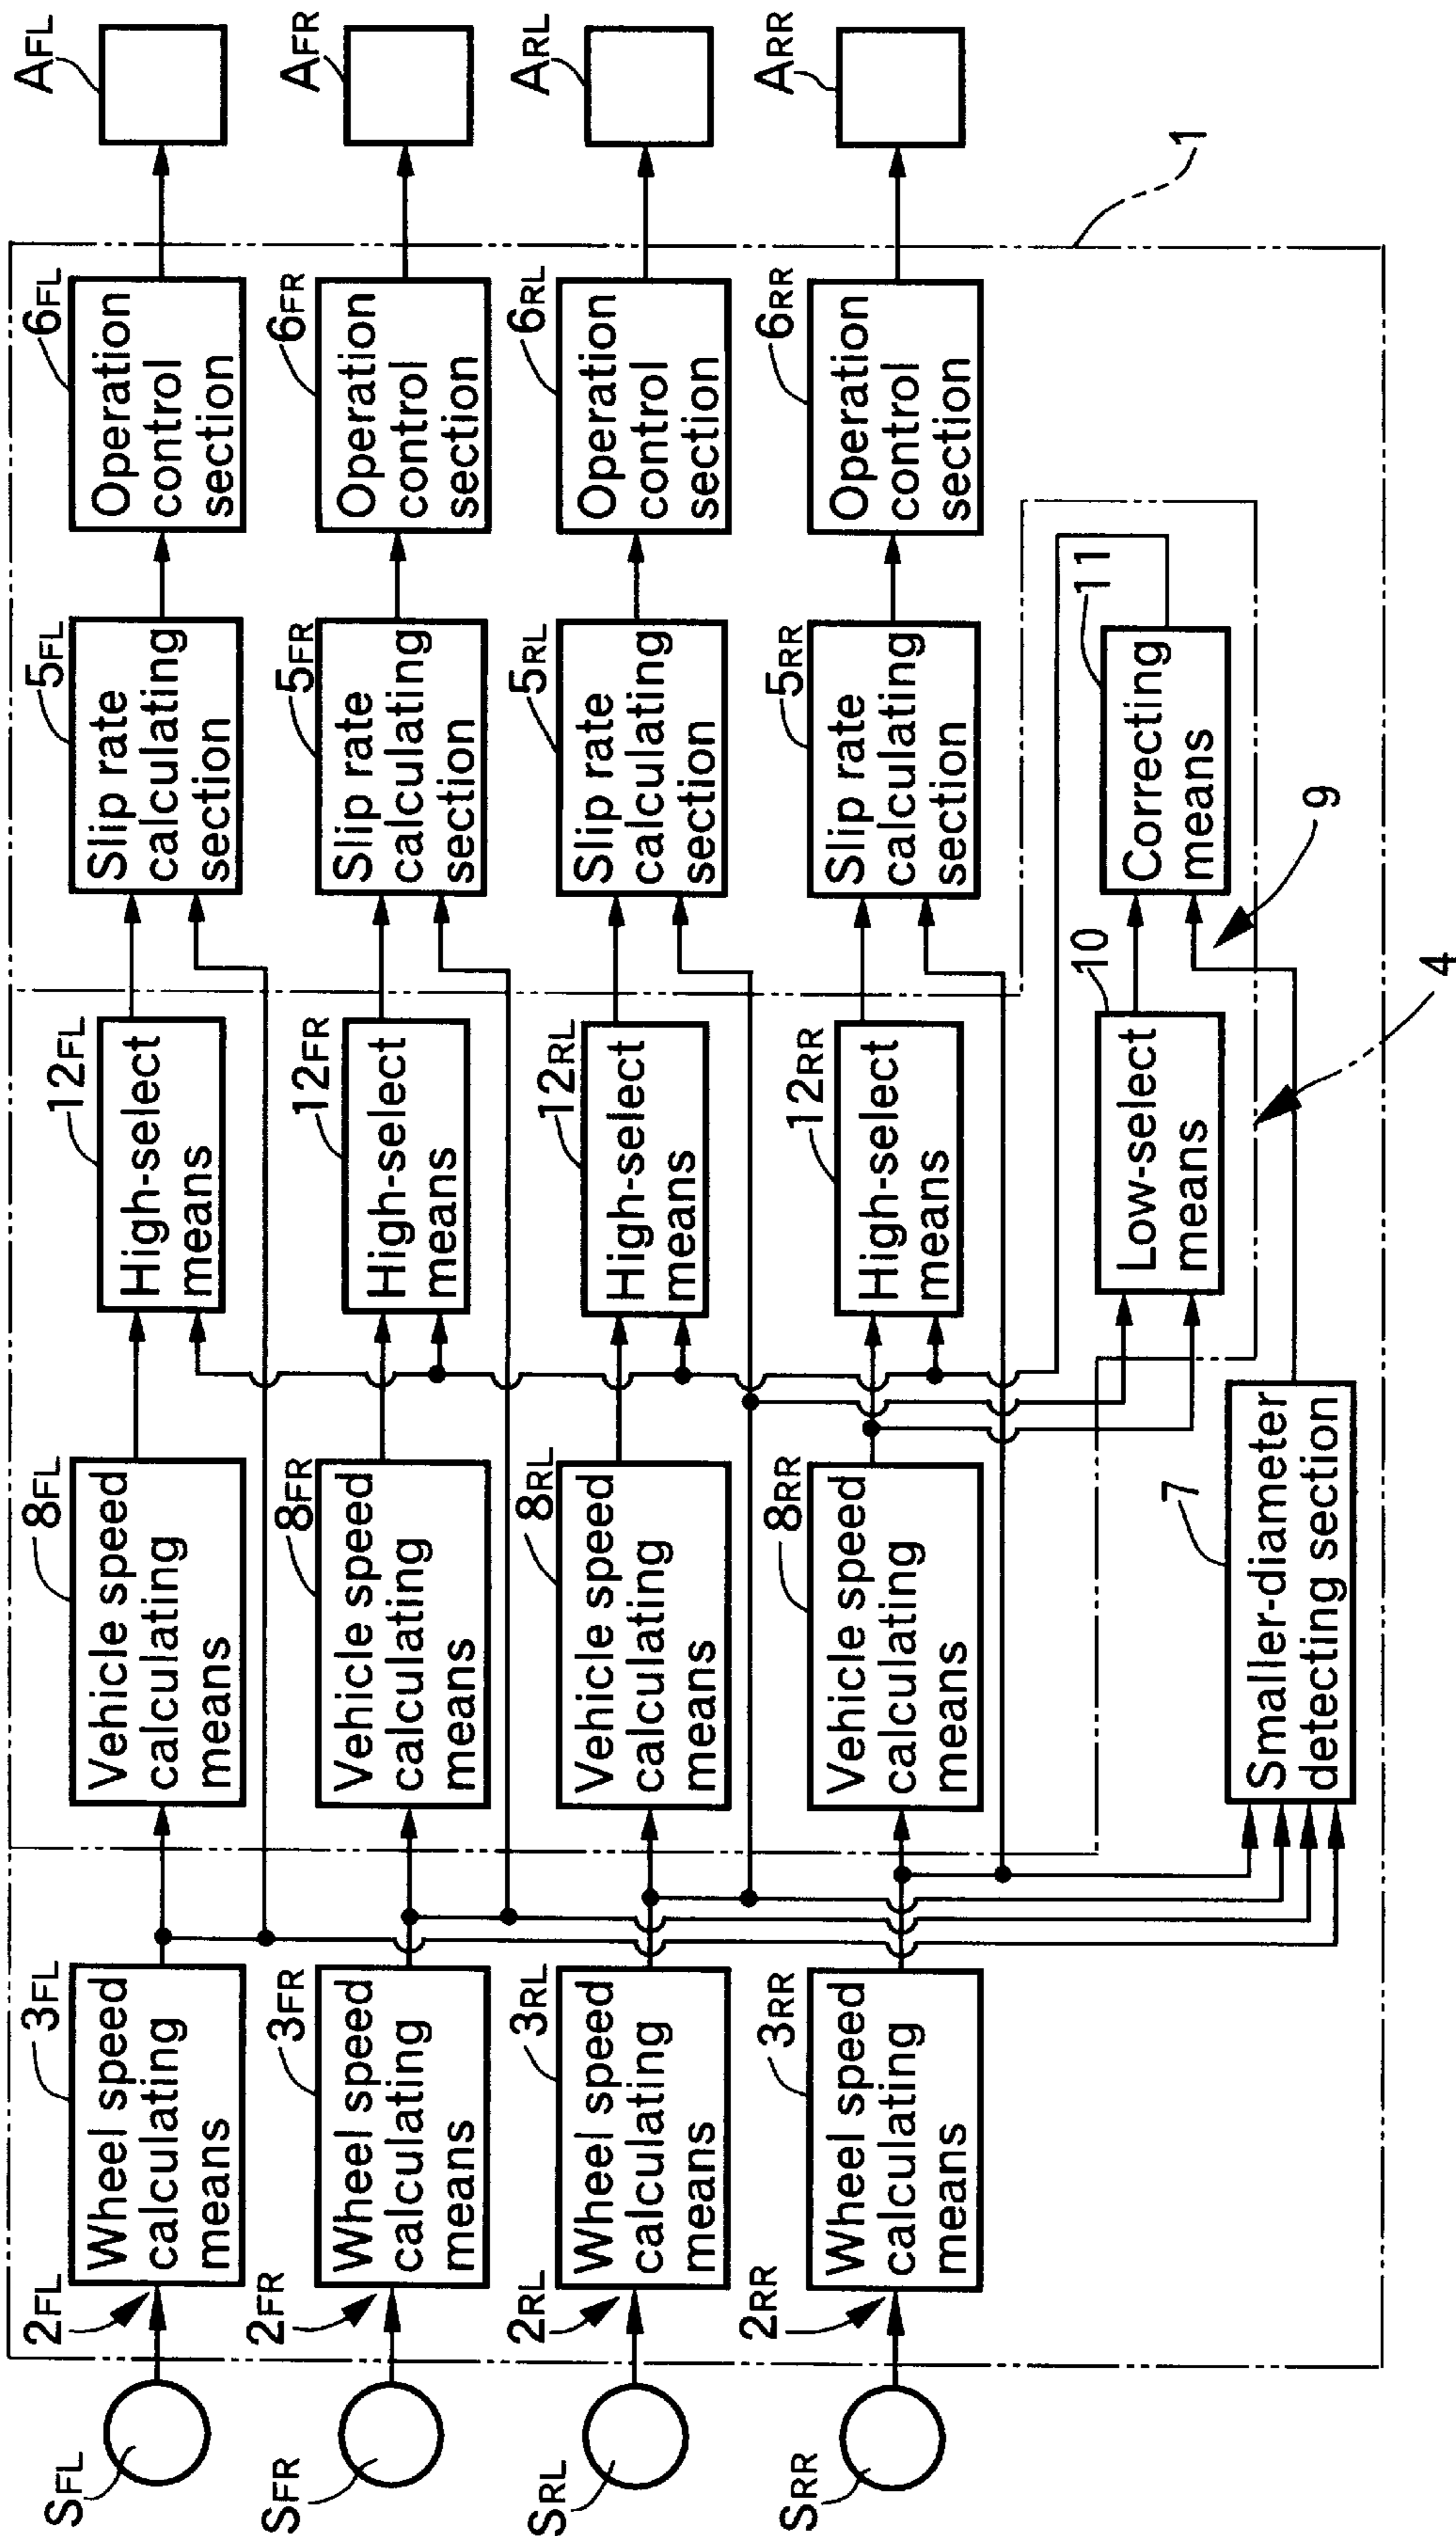 SFL
2FL
3FL
Wheel speed
calculating
means
8FL
Vehicle speed
calculating
means
12FL
High-select
means
5FL
Slip rate
calculating
section
6FL
Operation
control
section
AFL
SFR
2FR
3FR
Wheel speed
calculating
means
8FR
Vehicle speed
calculating
means
12FR
High-select
means
5FR
Slip rate
calculating
section
6FR
Operation
control
section
AFR
SRL
2RL
3RL
Wheel speed
calculating
means
8RL
Vehicle speed
calculating
means
12RL
High-select
means
5RL
Slip rate
calculating
section
6RL
Operation
control
section
ARL
SRR
2RR
3RR
Wheel speed
calculating
means
8RR
Vehicle speed
calculating
means
12RR
High-select
means
5RR
Slip rate
calculating
section
6RR
Operation
control
section
ARR
10
Low-select
means
11
Correcting
means
1
7
Smaller-diameter
detecting section
9
4